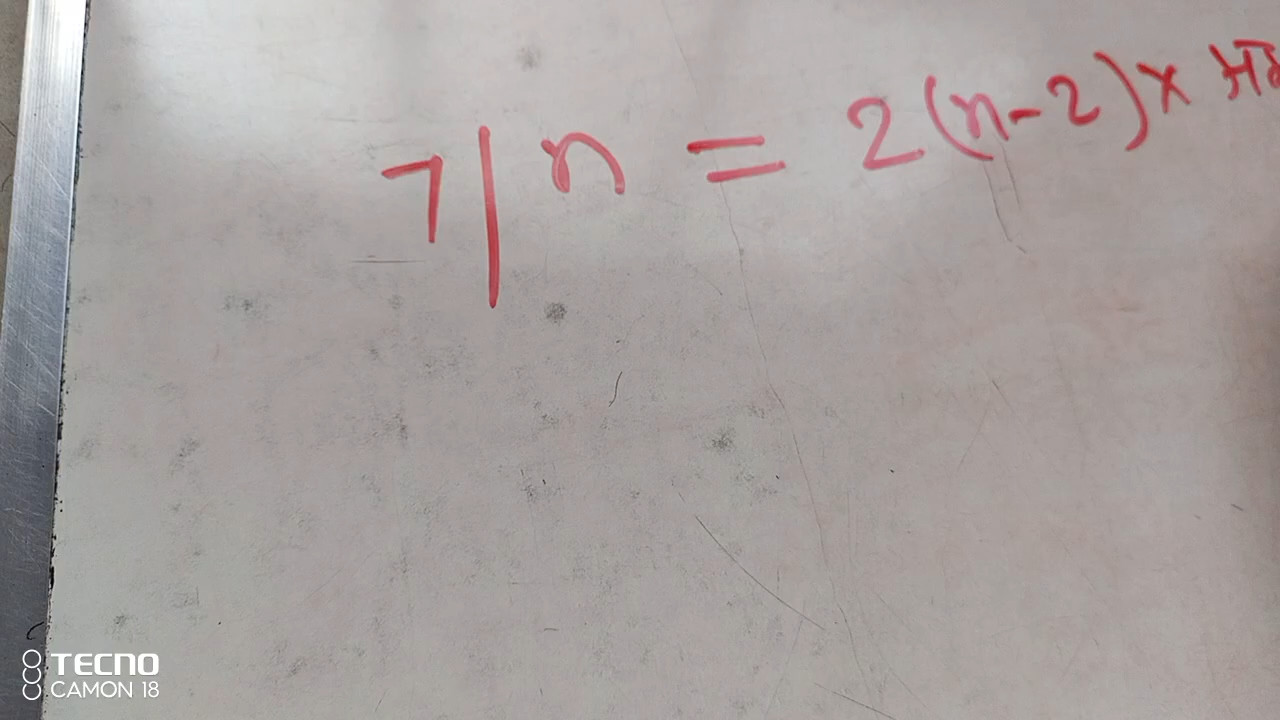 7 | n = 2(n-2) ×
TECNO
CAMON 18